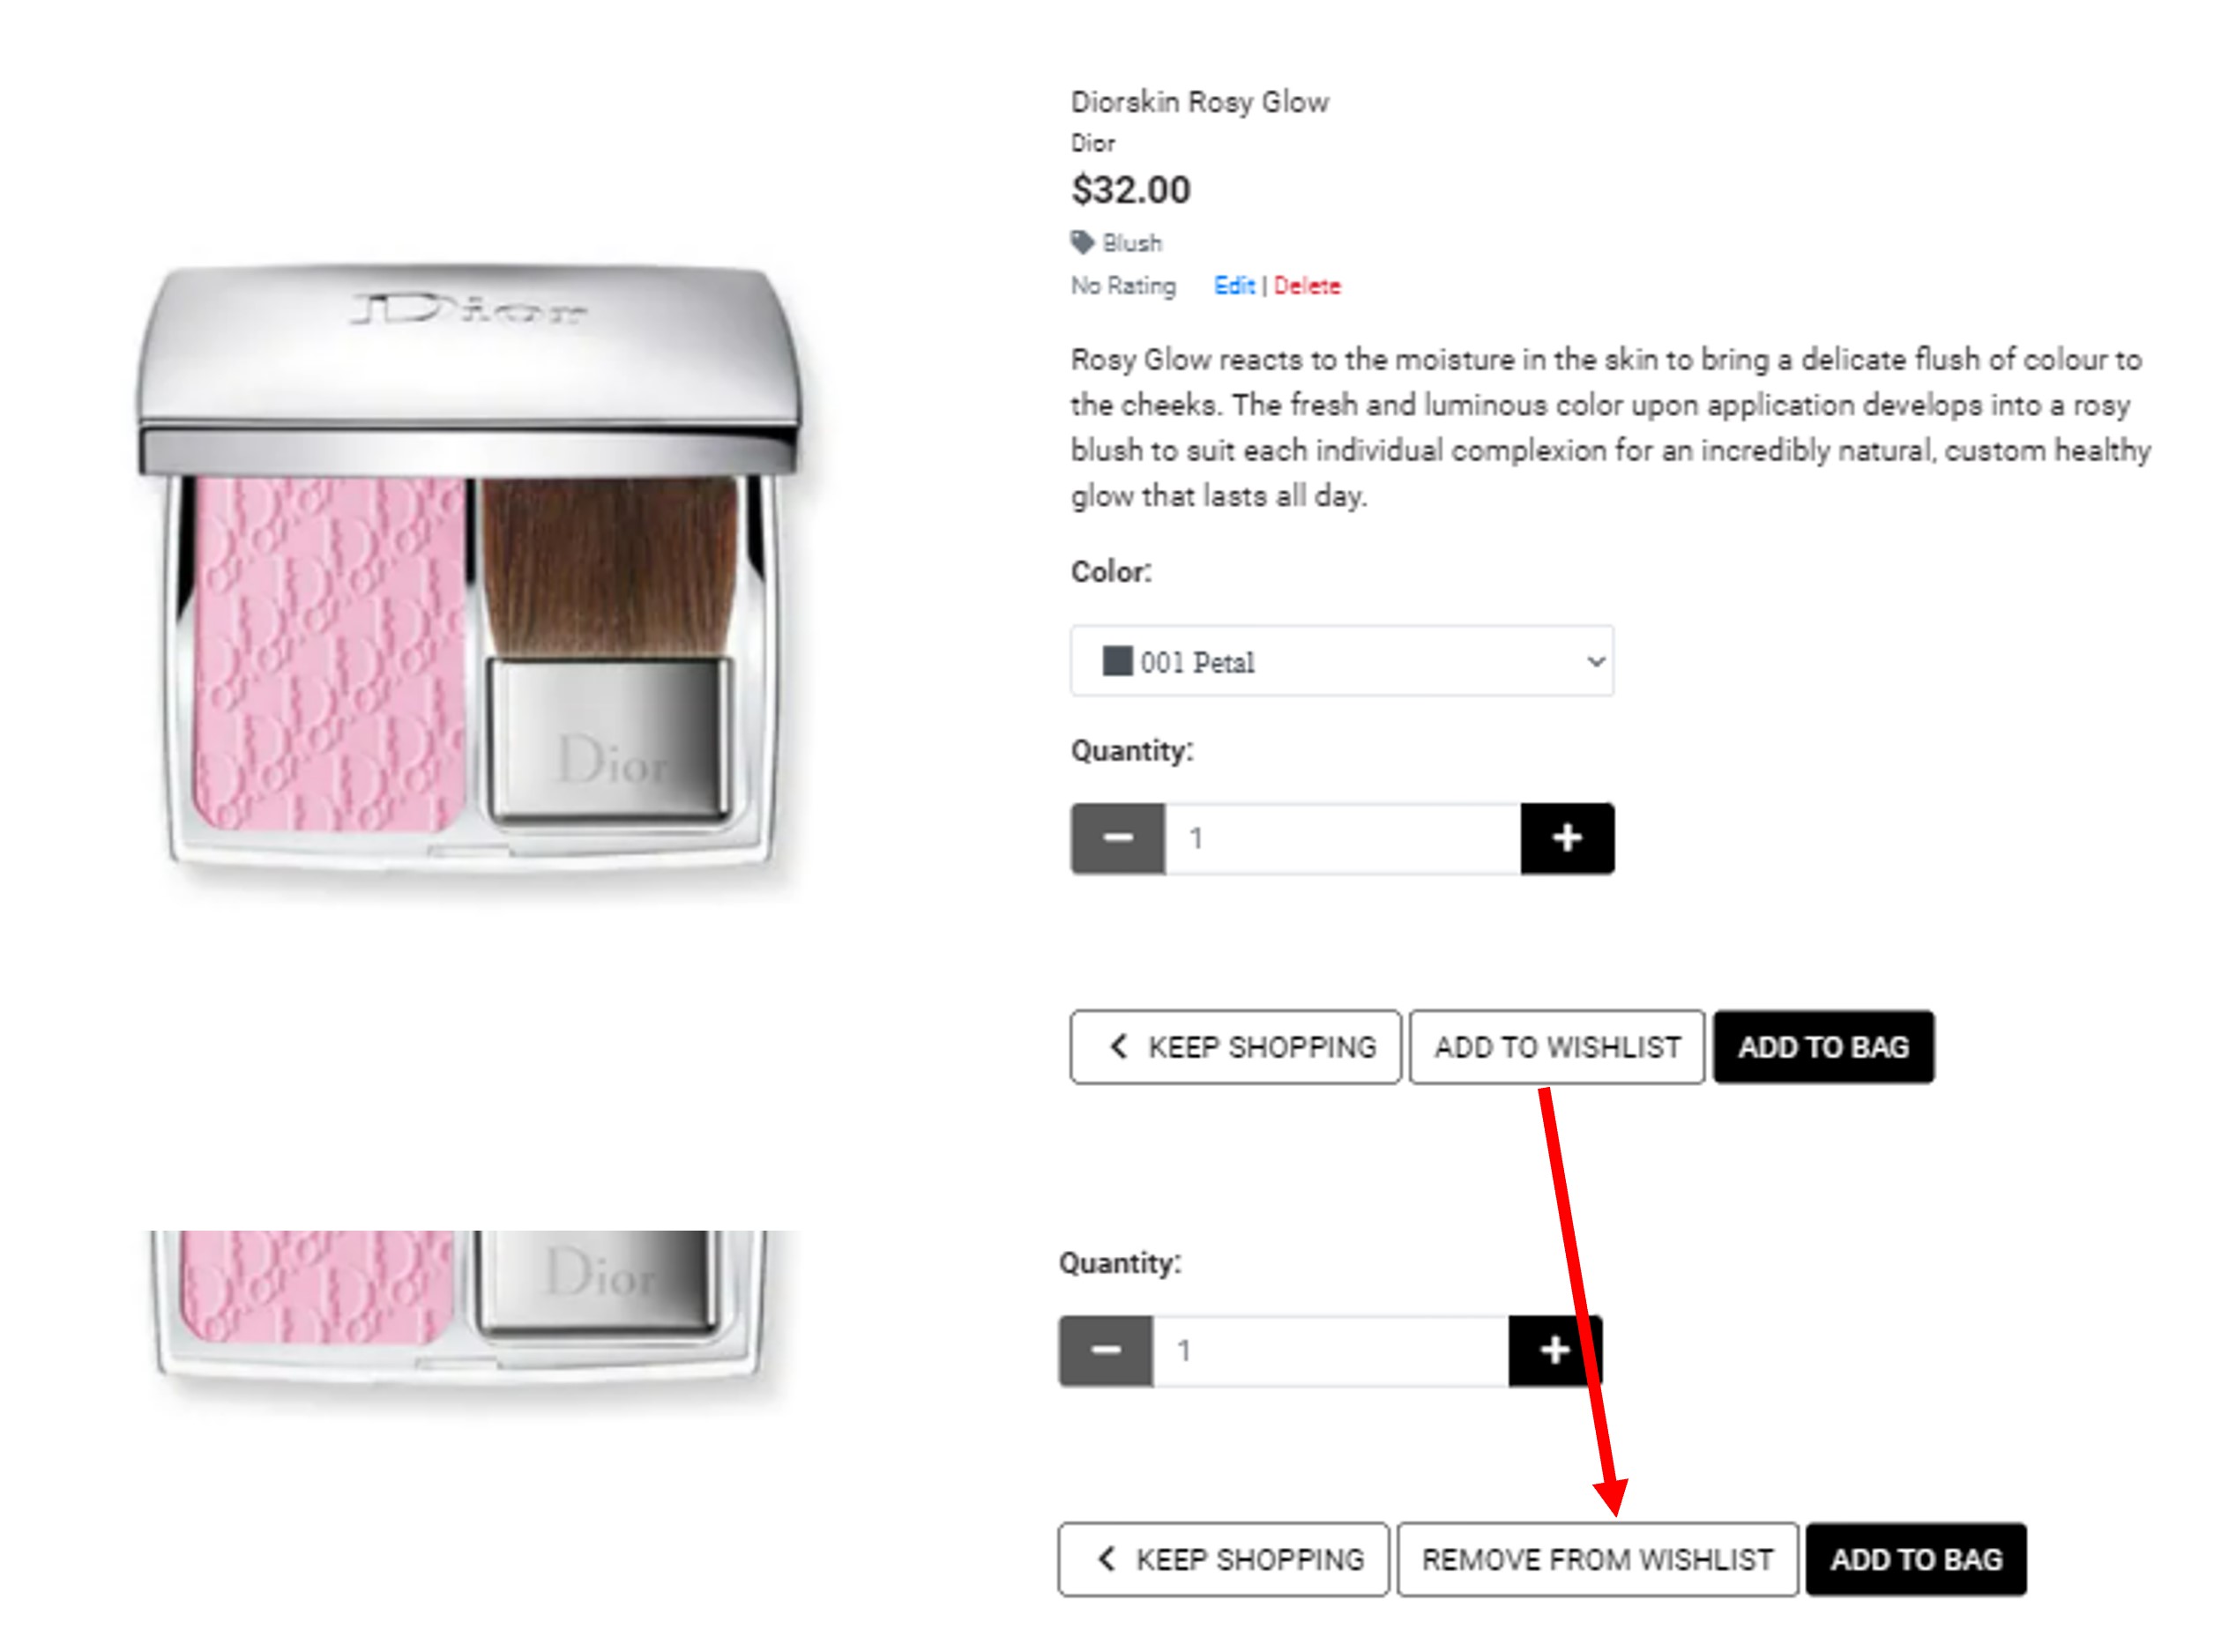 Diorskin Rosy Glow
Dior
$32.00
Blush
No Rating Edit | Delete
Rosy Glow reacts to the moisture in the skin to bring a delicate flush of colour to
the cheeks. The fresh and luminous color upon application develops into a rosy
blush to suit each individual complexion for an incredibly natural, custom healthy
glow that lasts all day.
Color:
001 Petal
Quantity:
1
KEEP SHOPPING ADD TO WISHLIST ADD TO BAG
Dior
Dior
Dior
Quantity:
1
KEEP SHOPPING REMOVE FROM WISHLIST ADD TO BAG